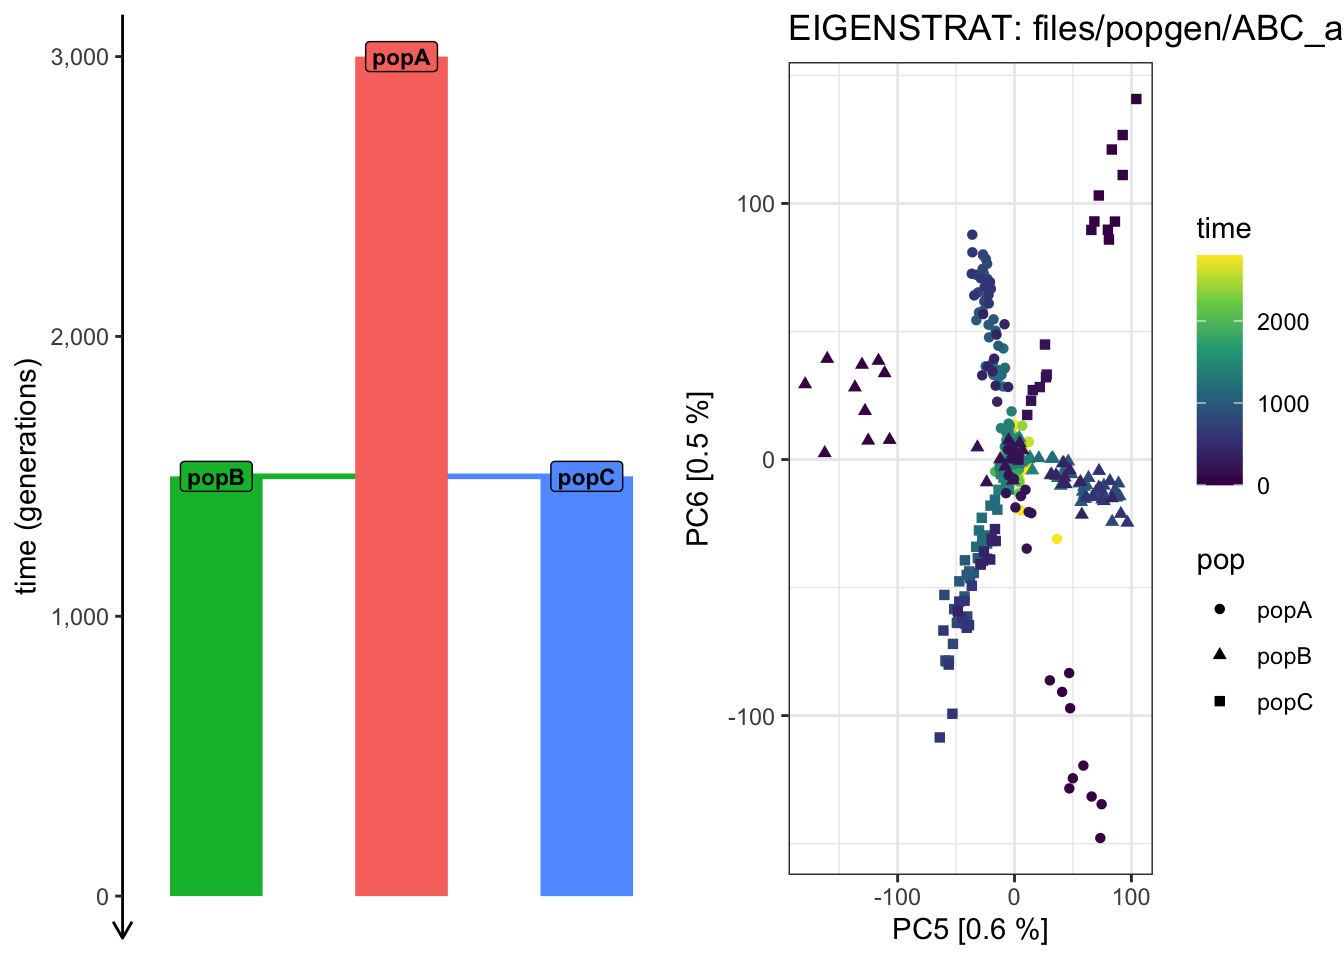 3,000
2,000
1,000
0
time (generations)
popA
popB
popC
EIGENSTRAT: files/popgen/ABC_a
100
0
-100
PC6 [0.5 %]
-100
0
100
PC5 [0.6 %]
time
2000
1000
0
pop
popA
popB
popC